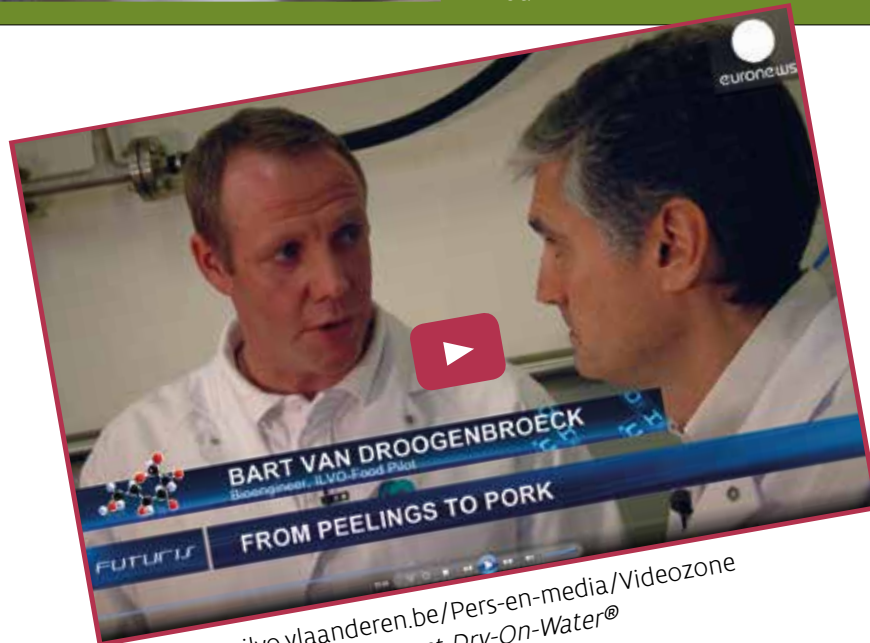 euronews
BART VAN DROOGENBROECK
Bioengineer, ILVO-Food Pilot
FUTURIS
FROM PEELINGS TO PORK
ilvo.vlaanderen.be/Pers-en-media/Videozone
Dry-On-Water®